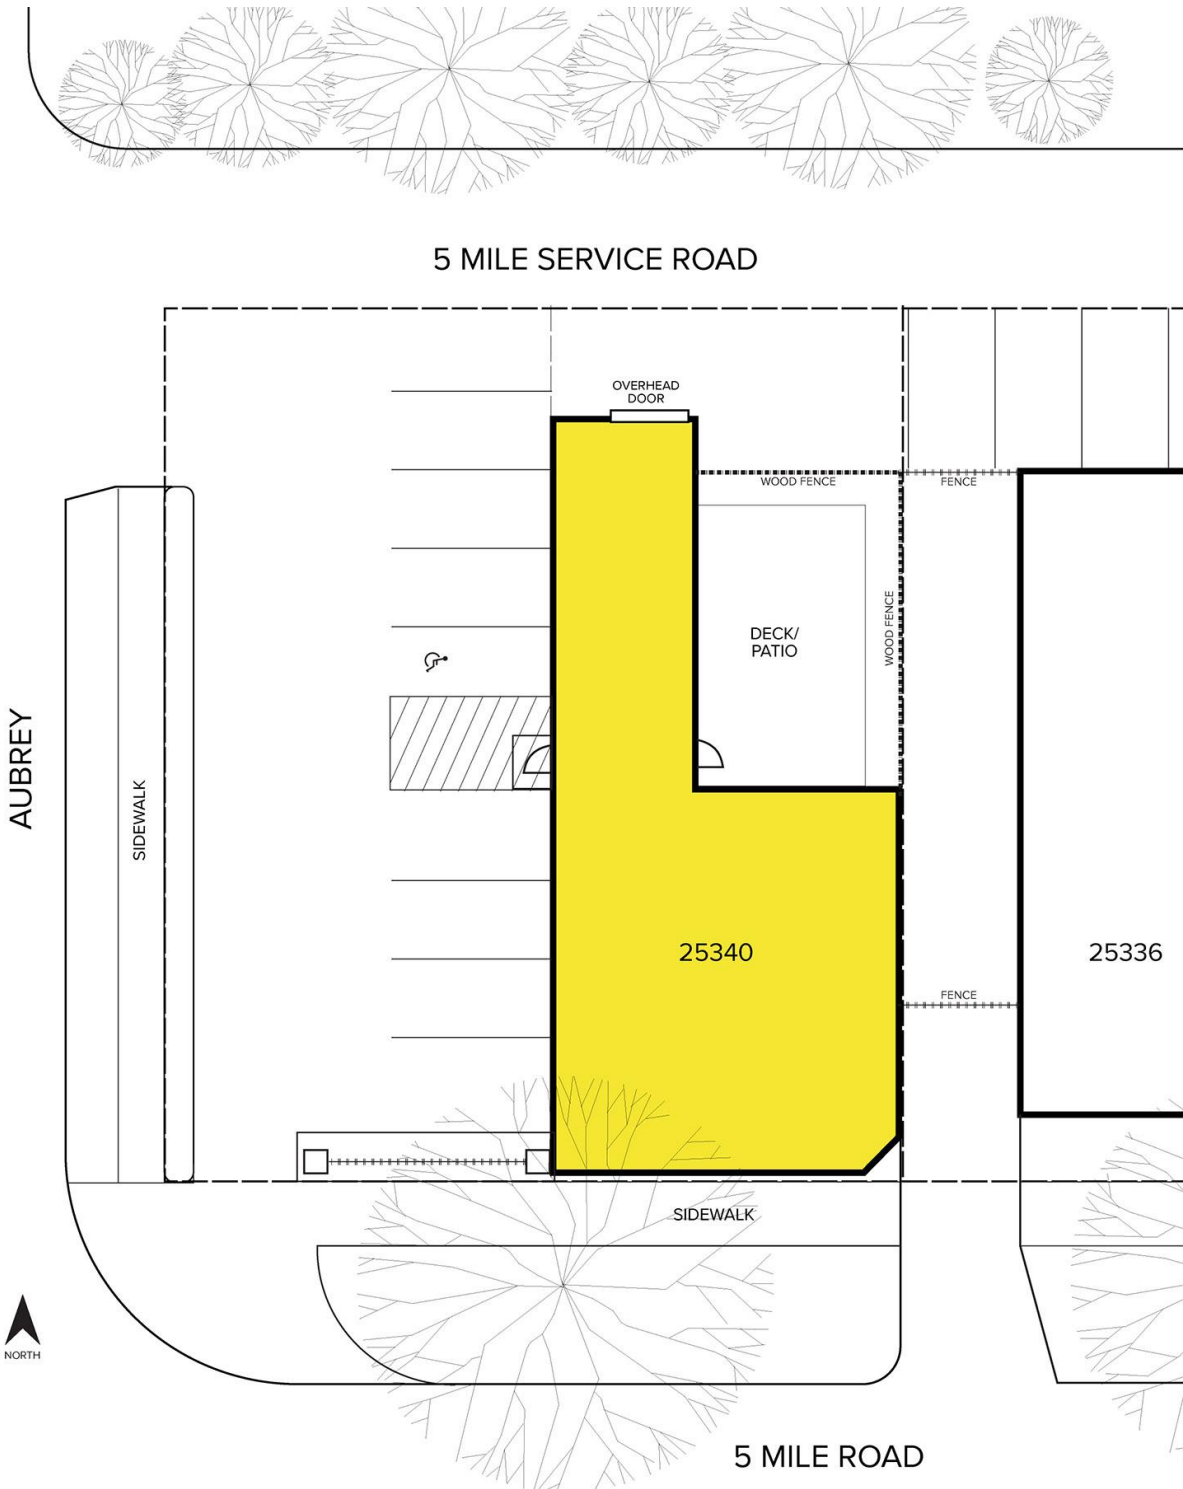 5 MILE SERVICE ROAD
OVERHEAD
DOOR
WOOD FENCE
FENCE
WOOD FENCE
DECK/
PATIO
AUBREY
SIDEWALK
25340
25336
FENCE
SIDEWALK
NORTH
5 MILE ROAD